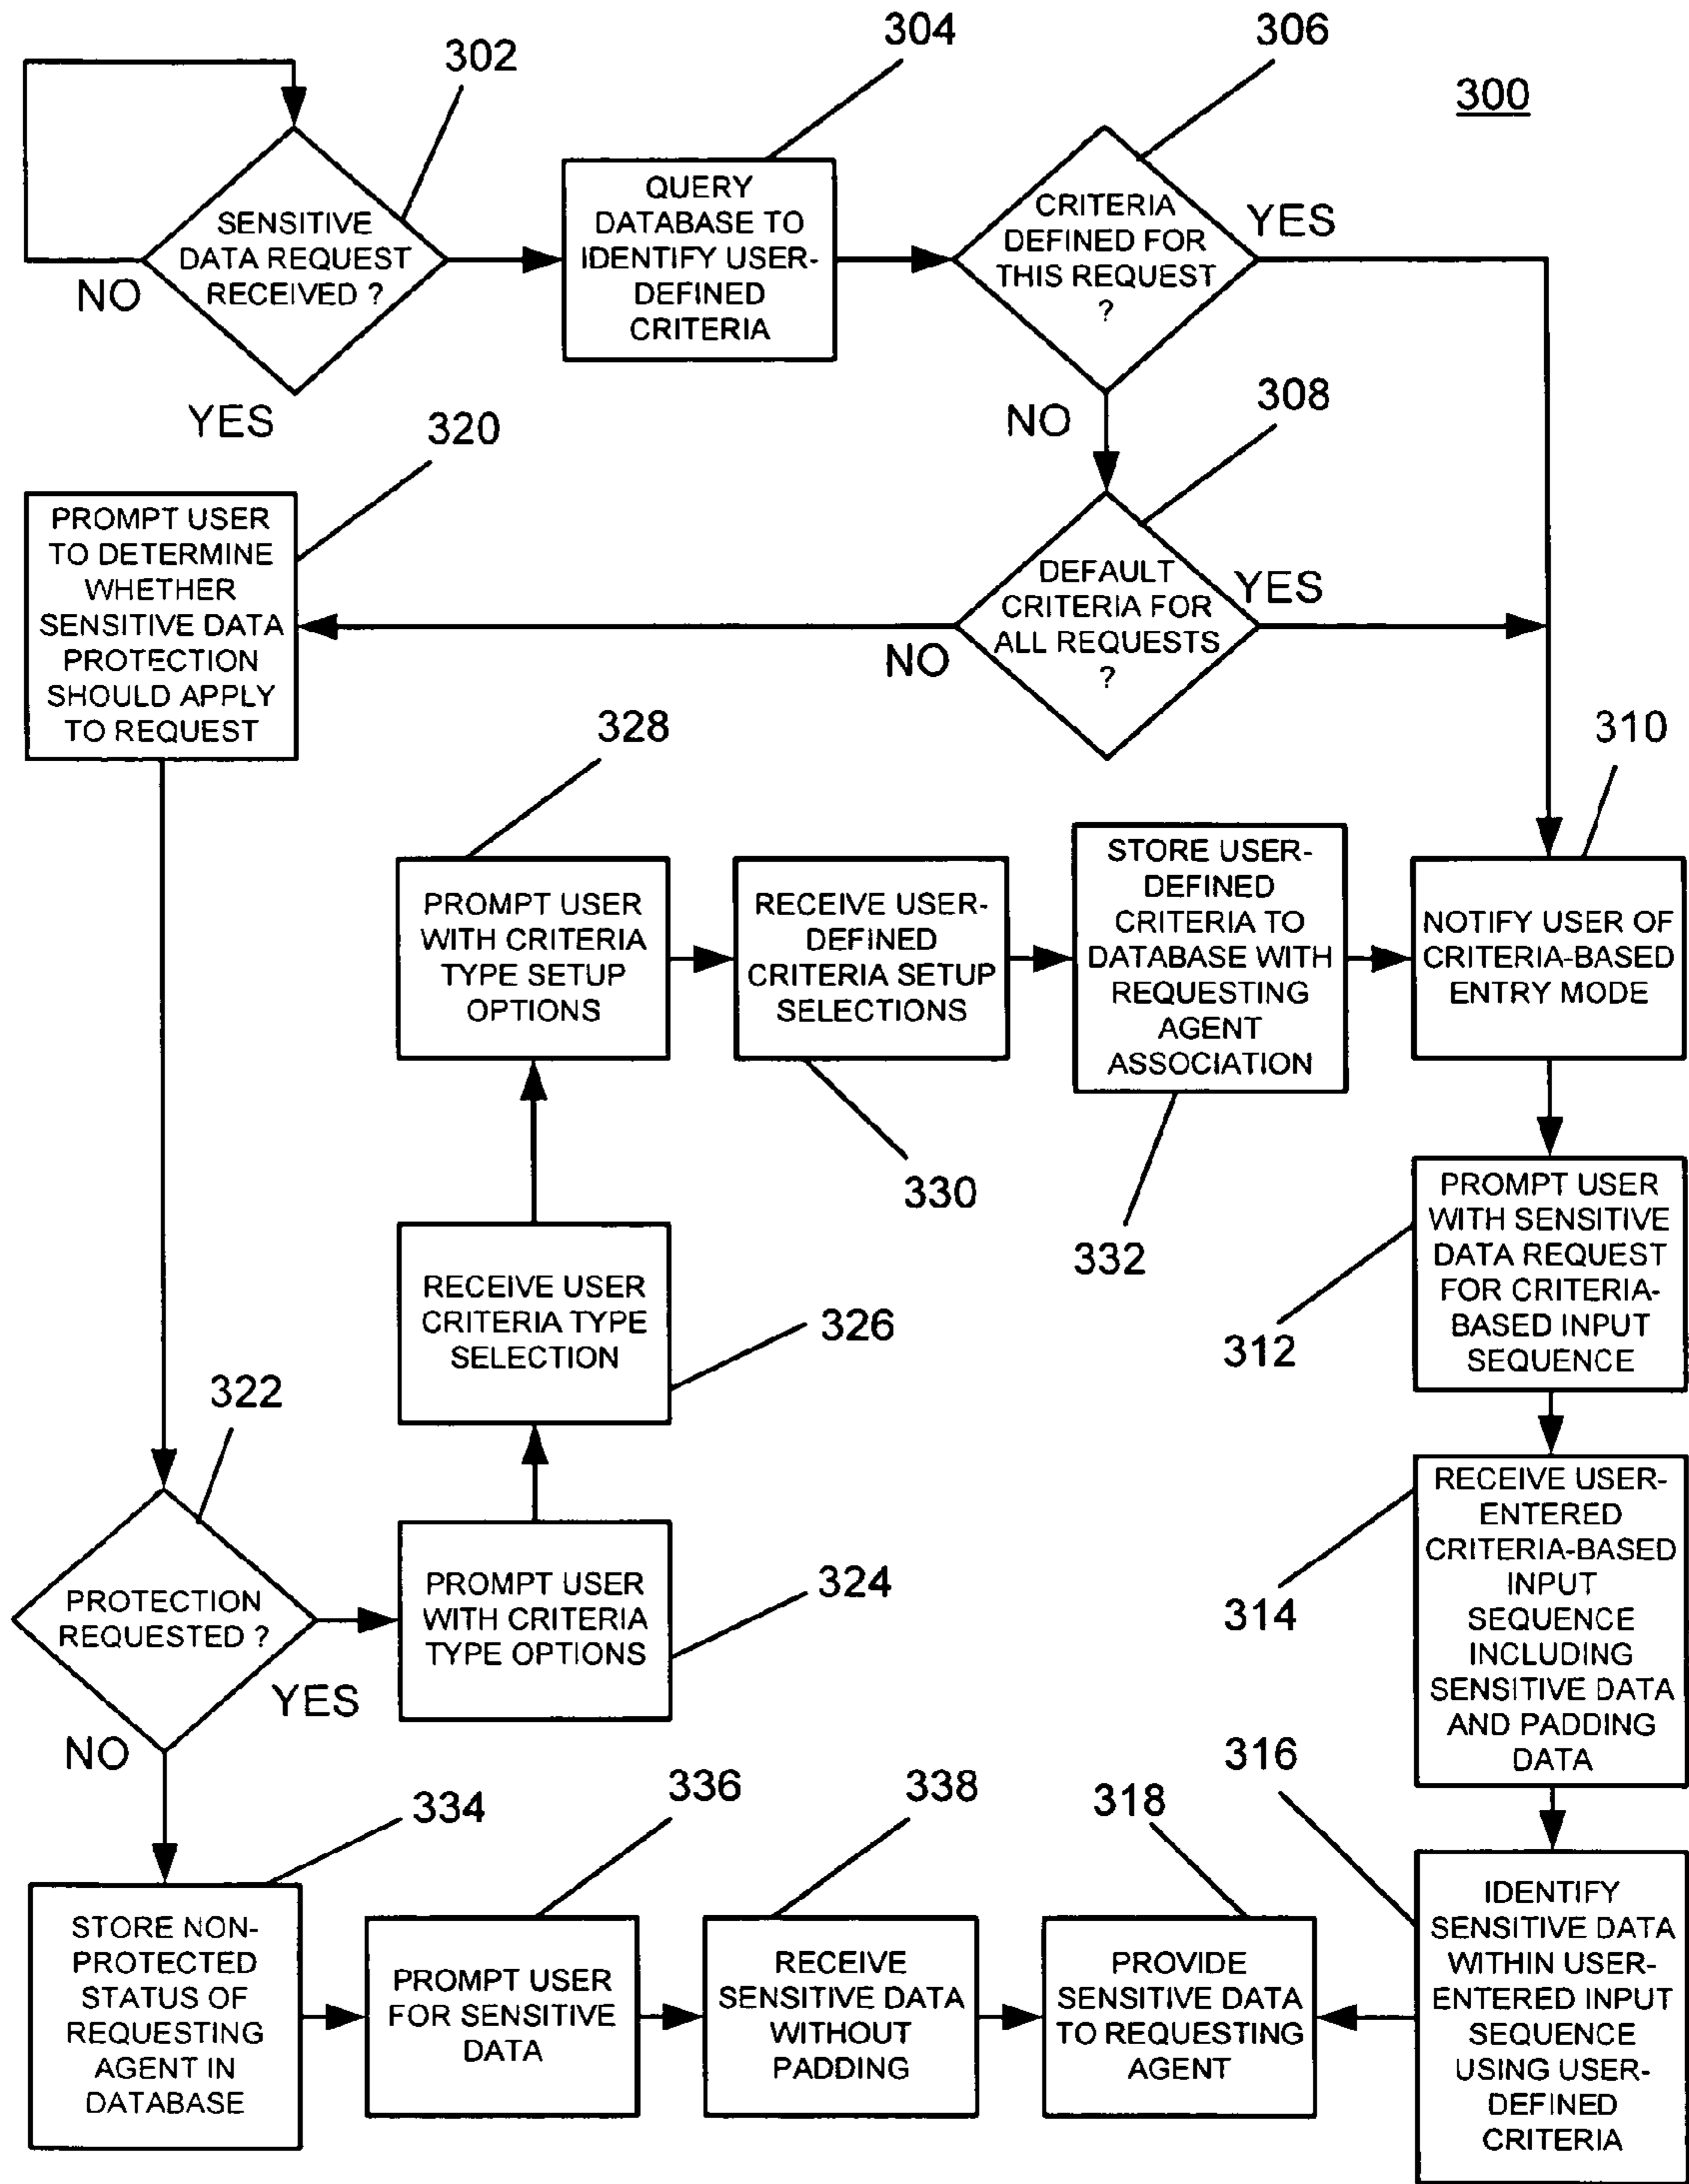 302
304
306
300
SENSITIVE
DATA REQUEST
RECEIVED ?
NO
YES
QUERY
DATABASE TO
IDENTIFY USER-
DEFINED
CRITERIA
CRITERIA
DEFINED FOR
THIS REQUEST
?
YES
NO
308
320
PROMPT USER
TO DETERMINE
WHETHER
SENSITIVE DATA
PROTECTION
SHOULD APPLY
TO REQUEST
DEFAULT
CRITERIA FOR
ALL REQUESTS
?
YES
NO
328
310
PROMPT USER
WITH CRITERIA
TYPE SETUP
OPTIONS
RECEIVE USER-
DEFINED
CRITERIA SETUP
SELECTIONS
STORE USER-
DEFINED
CRITERIA TO
DATABASE WITH
REQUESTING
AGENT
ASSOCIATION
NOTIFY USER OF
CRITERIA-BASED
ENTRY MODE
330
332
PROMPT USER
WITH SENSITIVE
DATA REQUEST
FOR CRITERIA-
BASED INPUT
SEQUENCE
312
RECEIVE USER
CRITERIA TYPE
SELECTION
326
322
PROTECTION
REQUESTED ?
YES
NO
PROMPT USER
WITH CRITERIA
TYPE OPTIONS
324
RECEIVE USER-
ENTERED
CRITERIA-BASED
INPUT
SEQUENCE
INCLUDING
SENSITIVE DATA
AND PADDING
DATA
314
334
336
338
318
316
STORE NON-
PROTECTED
STATUS OF
REQUESTING
AGENT IN
DATABASE
PROMPT USER
FOR SENSITIVE
DATA
RECEIVE
SENSITIVE DATA
WITHOUT
PADDING
PROVIDE
SENSITIVE DATA
TO REQUESTING
AGENT
IDENTIFY
SENSITIVE DATA
WITHIN USER-
ENTERED INPUT
SEQUENCE
USING USER-
DEFINED
CRITERIA